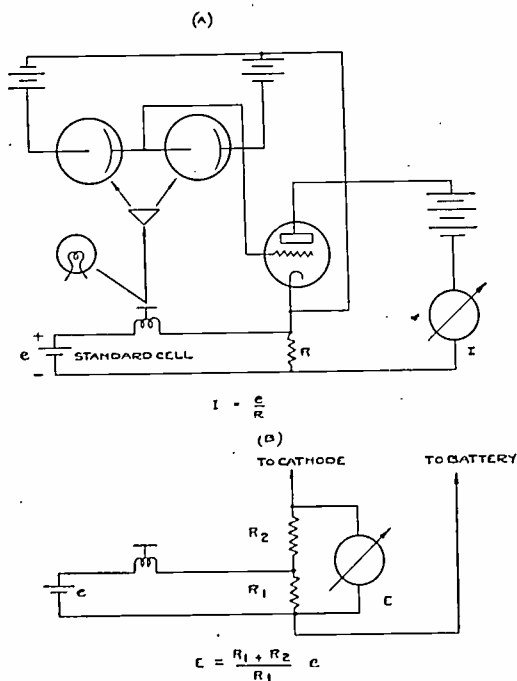 (A)
e
+
-
STANDARD CELL
R
I
I = e/R
(B)
TO CATHODE
TO BATTERY
R2
R1
e
E
E = (R1 + R2)/R1 e